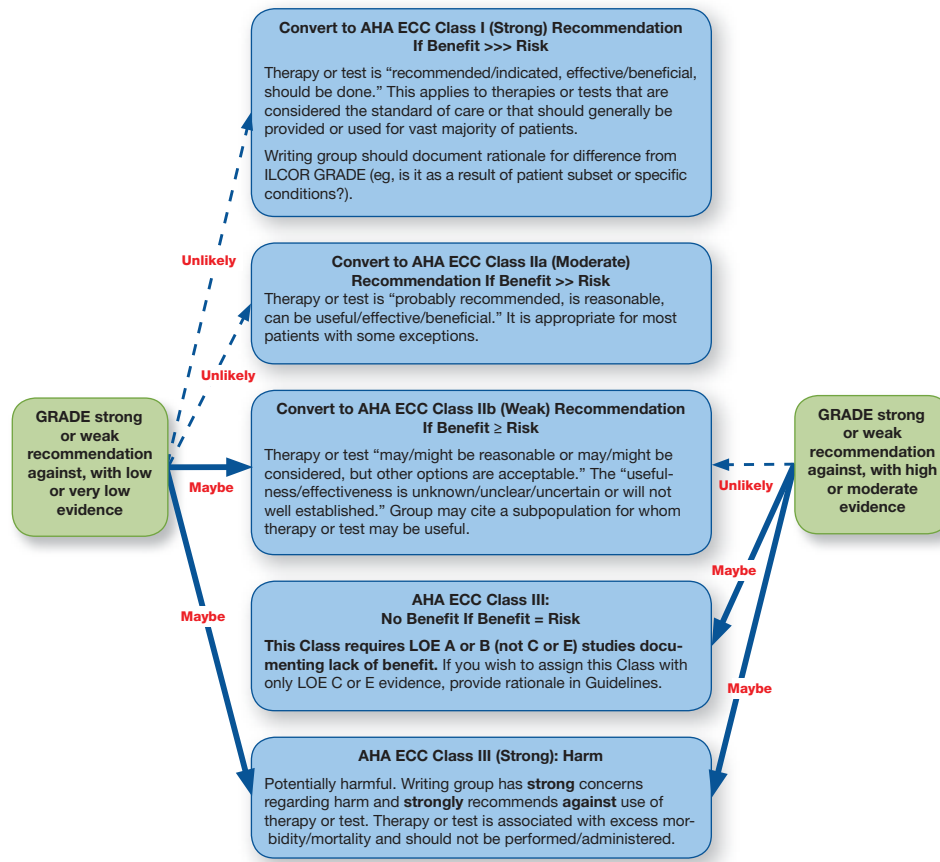 Convert to AHA ECC Class I (Strong) Recommendation
If Benefit >>> Risk
Therapy or test is “recommended/indicated, effective/beneficial,
should be done.” This applies to therapies or tests that are
considered the standard of care or that should generally be
provided or used for vast majority of patients.
Writing group should document rationale for difference from
ILCOR GRADE (eg, is it as a result of patient subset or specific
conditions?).
Unlikely
Convert to AHA ECC Class IIa (Moderate)
Recommendation If Benefit >> Risk
Therapy or test is “probably recommended, is reasonable,
can be useful/effective/beneficial.” It is appropriate for most
patients with some exceptions.
Unlikely
GRADE strong
or weak
recommendation
against, with low
or very low
evidence
Maybe
Convert to AHA ECC Class IIb (Weak) Recommendation
If Benefit ≥ Risk
Therapy or test “may/might be reasonable or may/might be
considered, but other options are acceptable.” The “useful-
ness/effectiveness is unknown/unclear/uncertain or will not
well established.” Group may cite a subpopulation for whom
therapy or test may be useful.
Unlikely
GRADE strong
or weak
recommendation
against, with high
or moderate
evidence
Maybe
Maybe
AHA ECC Class III:
No Benefit If Benefit = Risk
This Class requires LOE A or B (not C or E) studies docu-
menting lack of benefit. If you wish to assign this Class with
only LOE C or E evidence, provide rationale in Guidelines.
Maybe
AHA ECC Class III (Strong): Harm
Potentially harmful. Writing group has strong concerns
regarding harm and strongly recommends against use of
therapy or test. Therapy or test is associated with excess mor-
bidity/mortality and should not be performed/administered.